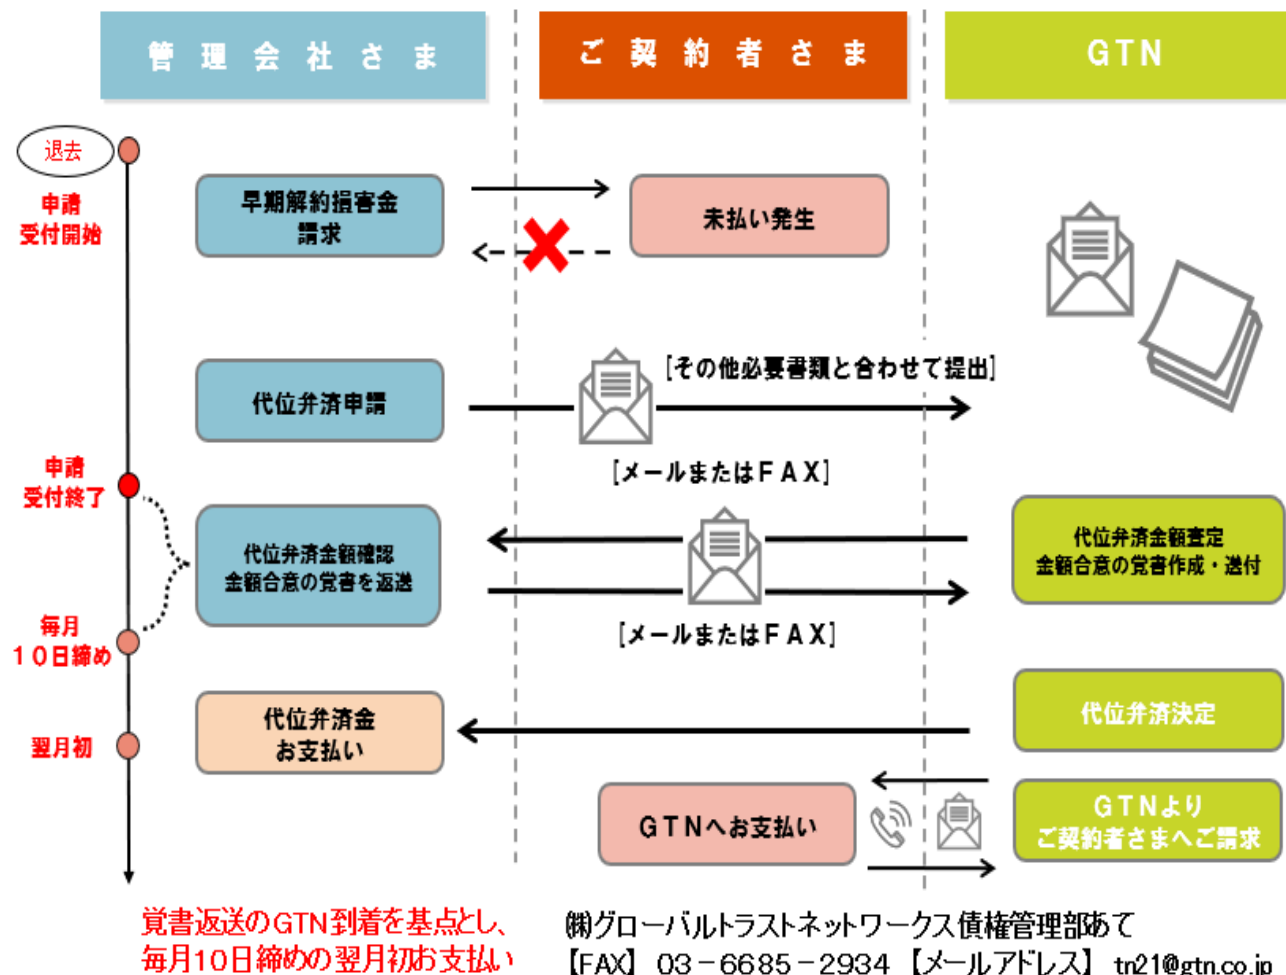 管理会社さま
ご契約者さま
GTN
退去
申請
受付開始
早期解約損害金
請求
未払い発生
代位弁済申請
[その他必要書類と合わせて提出]
[メールまたはＦＡＸ]
申請
受付終了
代位弁済金額確認
金額合意の覚書を返送
代位弁済金額査定
金額合意の覚書作成・送付
[メールまたはＦＡＸ]
毎月
１０日締め
代位弁済金
お支払い
代位弁済決定
翌月初
ＧＴＮへお支払い
ＧＴＮより
ご契約者さまへご請求
覚書返送のGTN到着を基点とし、
毎月10日締めの翌月初お支払い
㈱グローバルトラストネットワークス債権管理部あて
【FAX】03－6685－2934【メールアドレス】tn21@gtn.co.jp